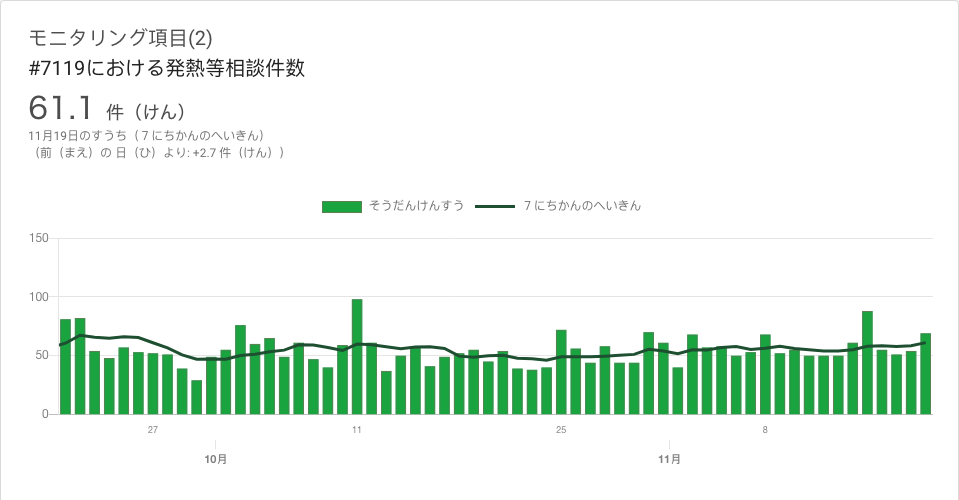 モニタリング項目(2)
#7119における発熱等相談件数
61.1 件（けん）
11月19日のすうち（７にちかんのへいきん）
（前（まえ）の 日（ひ）より: +2.7 件（けん））
そうだんけんすう ７にちかんのへいきん
150
100
50
0
27 11 25 8
10月 11月